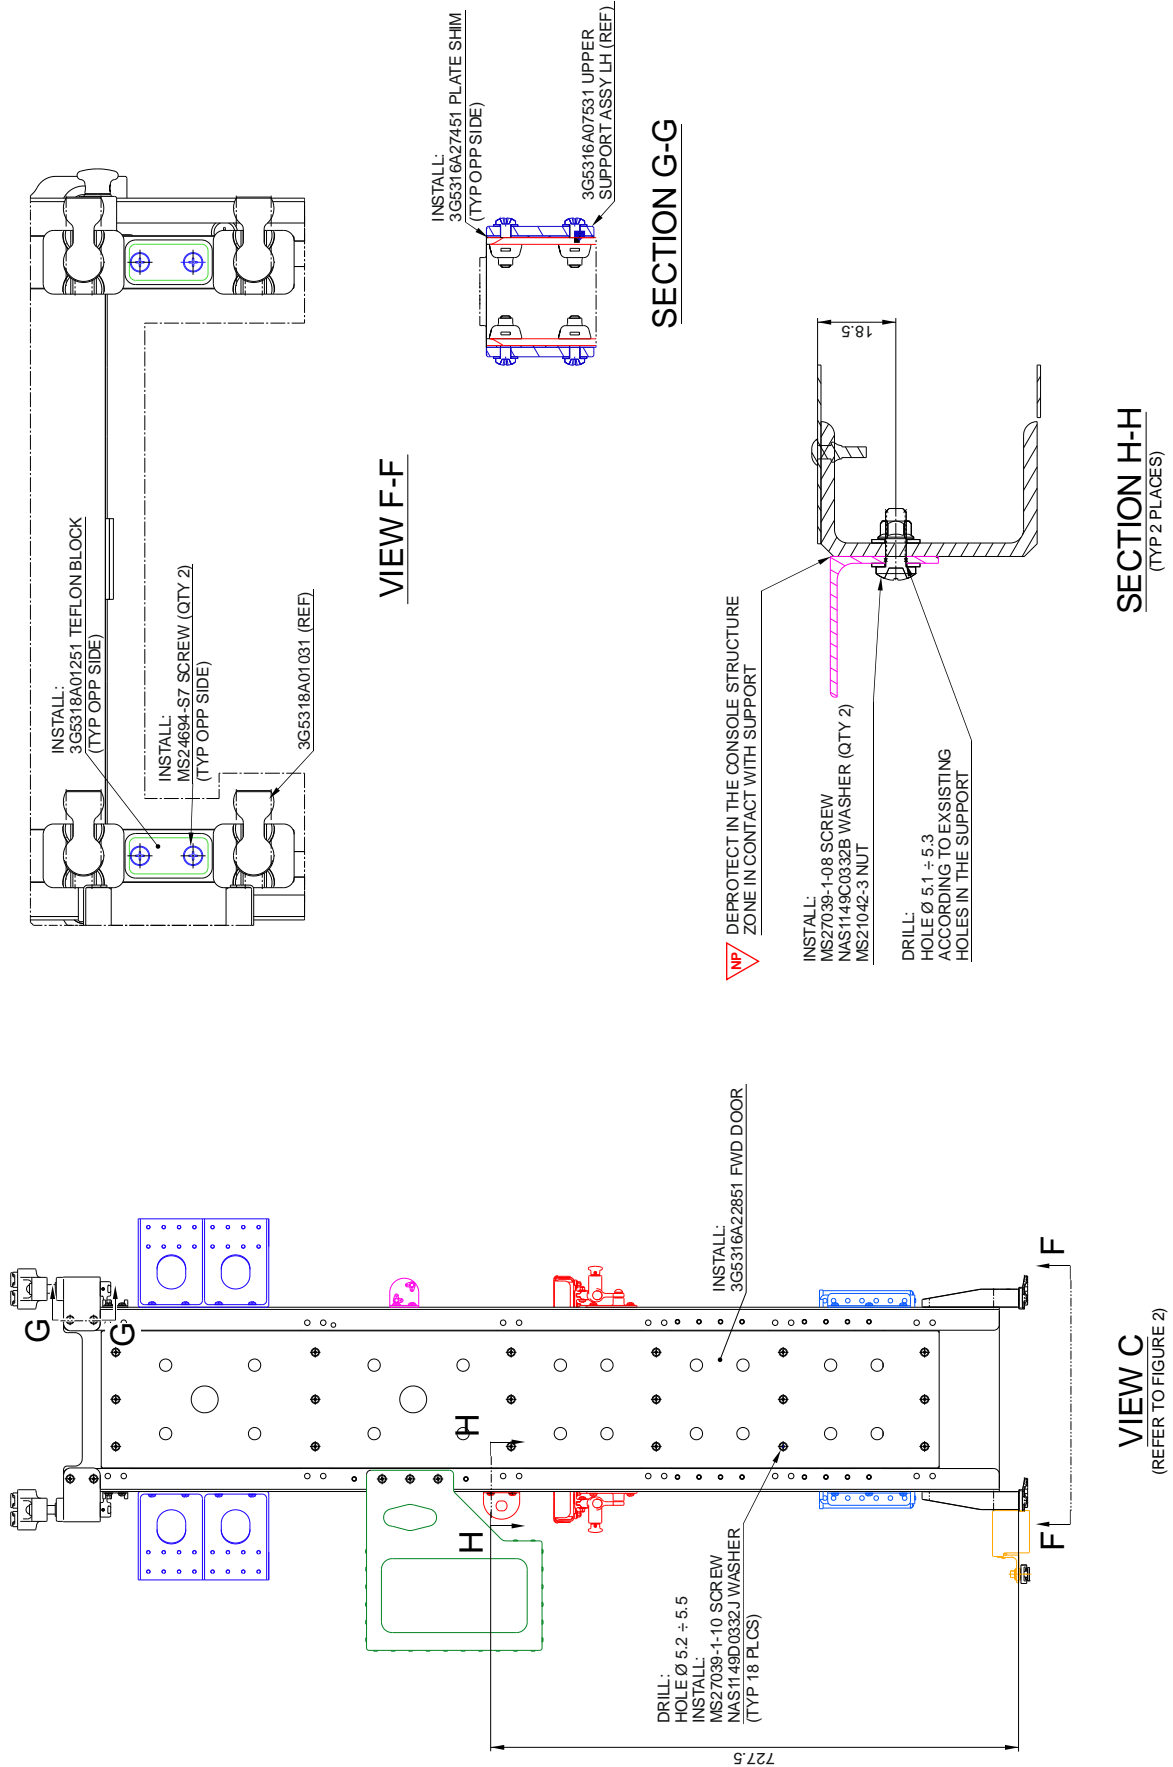 INSTALL:
3G5318A01251 TEFLON BLOCK
(TYP OPP SIDE)
INSTALL:
MS24694-S7 SCREW (QTY 2)
(TYP OPP SIDE)
3G5318A01031 (REF)
VIEW F-F
INSTALL:
3G5316A27451 PLATE SHIM
(TYP OPP SIDE)
3G5316A07531 UPPER
SUPPORT ASSY LH (REF)
SECTION G-G
NP
DEPROTECT IN THE CONSOLE STRUCTURE
ZONE IN CONTACT WITH SUPPORT
INSTALL:
MS27039-1-08 SCREW
NAS1149C0332B WASHER (QTY 2)
MS21042-3 NUT
DRILL:
HOLE Ø 5.1 ÷ 5.3
ACCORDING TO EXSISTING
HOLES IN THE SUPPORT
18.5
SECTION H-H
(TYP 2 PLACES)
G
G
H
H
F
F
INSTALL:
3G5316A22851 FWD DOOR
DRILL:
HOLE Ø 5.2 ÷ 5.5
INSTALL:
MS27039-1-10 SCREW
NAS1149D0332J WASHER
(TYP 18 PLCS)
727.5
VIEW C
(REFER TO FIGURE 2)